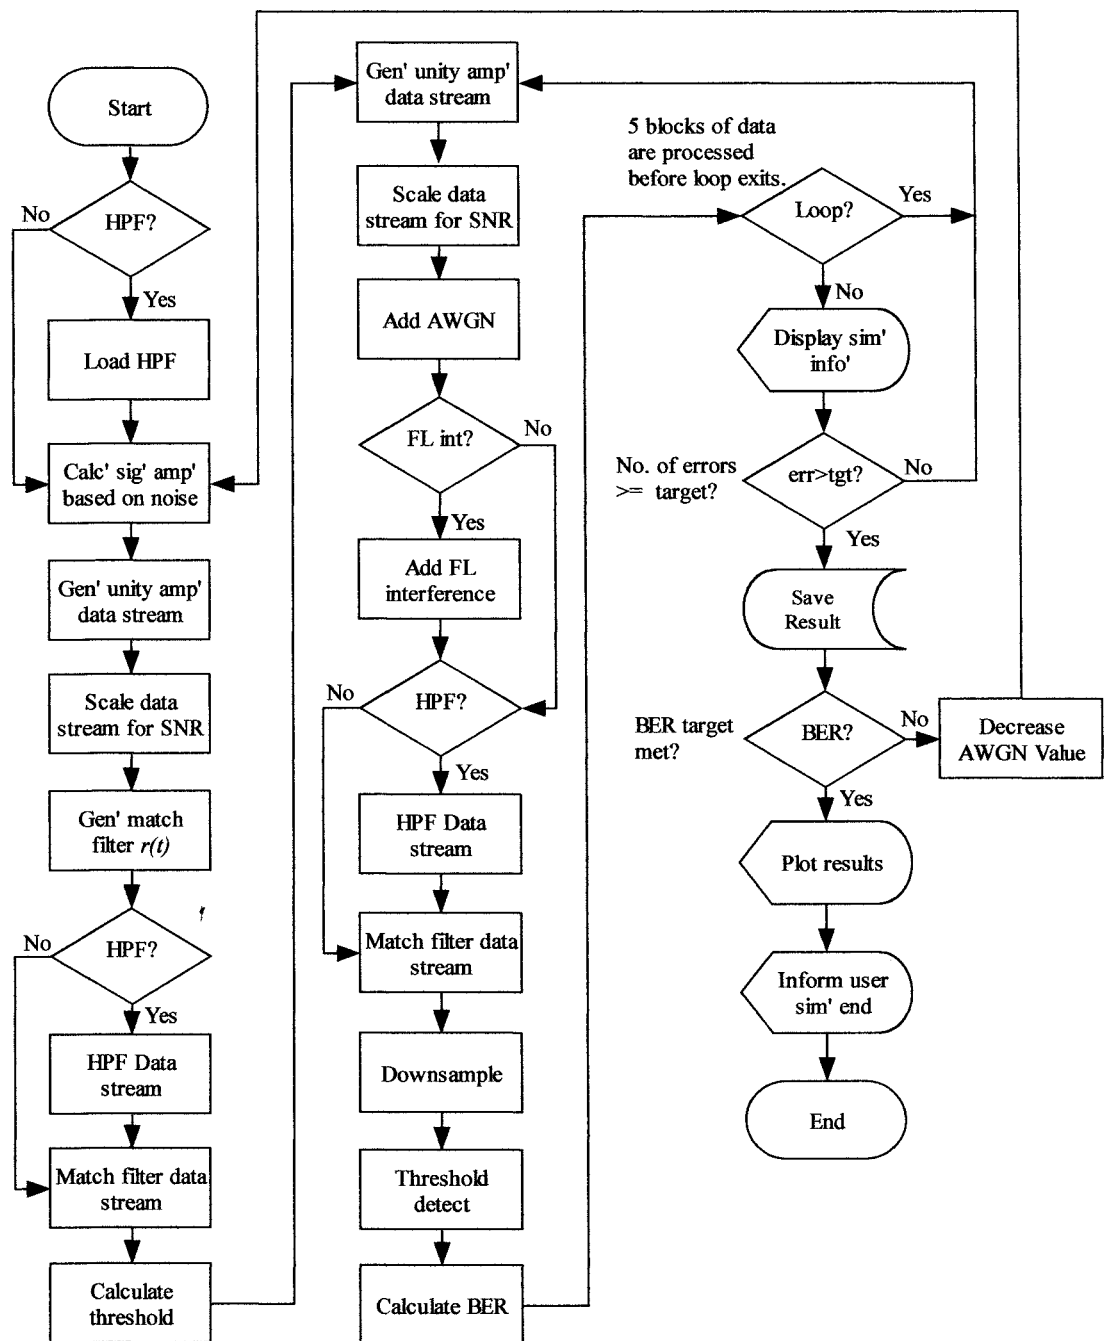 Start
HPF?
No
Yes
Load HPF
Calc' sig' amp'
based on noise
Gen' unity amp'
data stream
Scale data
stream for SNR
Gen' match
filter r(t)
HPF?
No
Yes
HPF Data
stream
Match filter data
stream
Calculate
threshold
Gen' unity amp'
data stream
Scale data
stream for SNR
Add AWGN
FL int?
No
Yes
Add FL
interference
HPF?
No
Yes
HPF Data
stream
Match filter data
stream
Downsample
Threshold
detect
Calculate BER
5 blocks of data
are processed
before loop exits.
Loop?
Yes
No
Display sim'
info'
No. of errors
>= target?
err>tgt?
No
Yes
Save
Result
BER target
met?
BER?
No
Decrease
AWGN Value
Yes
Plot results
Inform user
sim' end
End